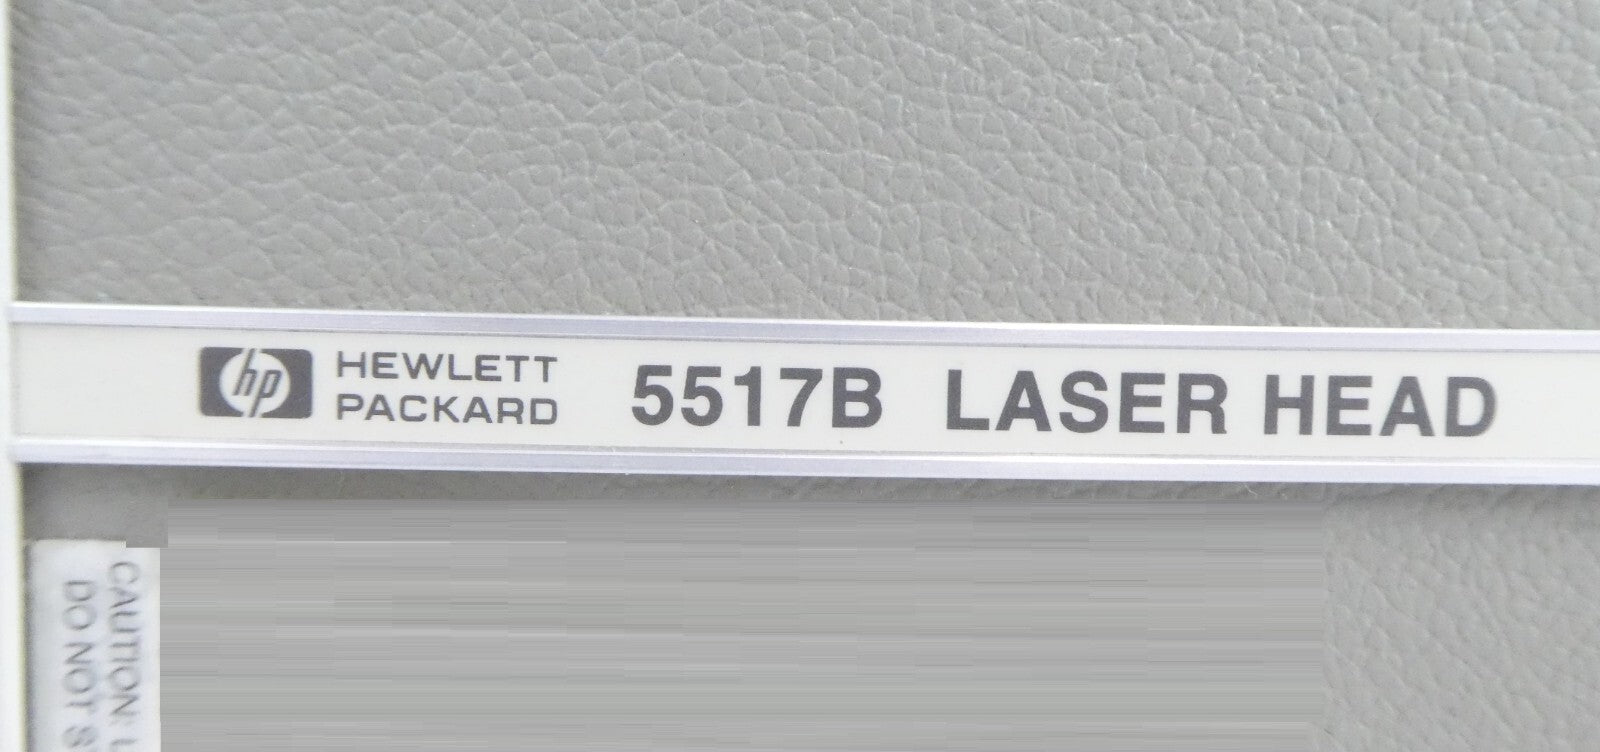 hp HEWLETT PACKARD 5517B LASER HEAD
CAUTION:
DO NOT